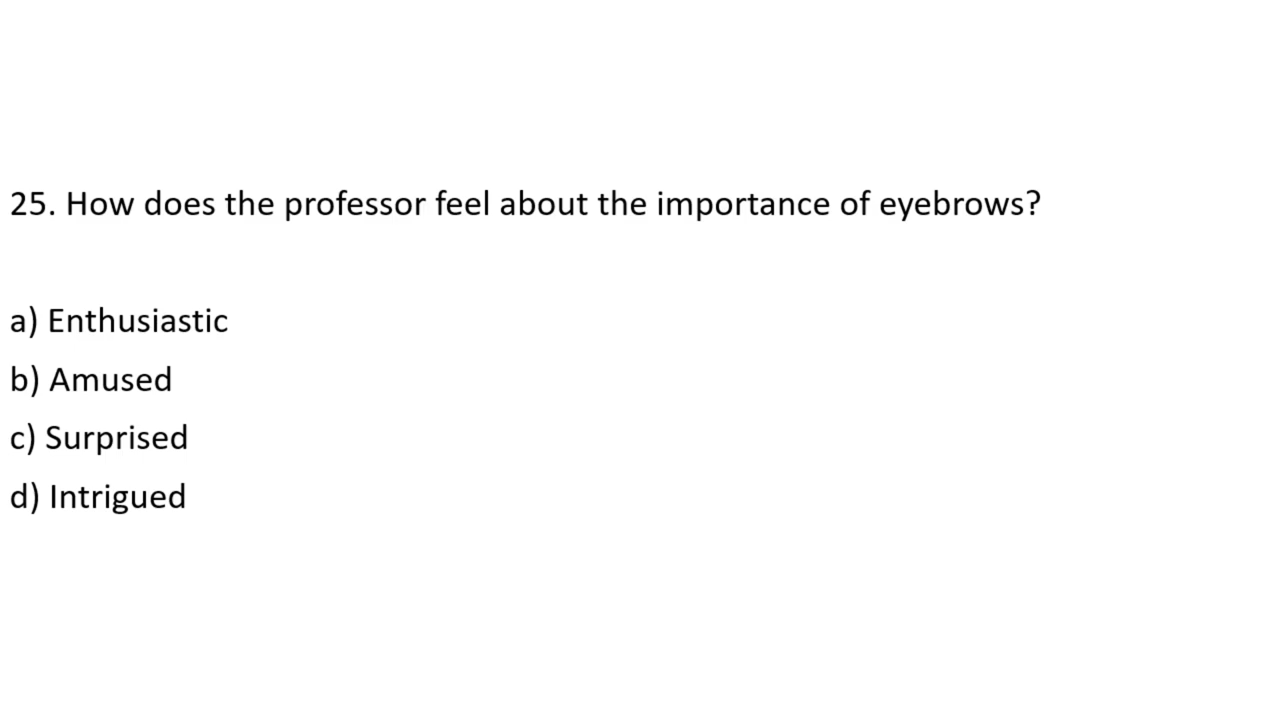 25. How does the professor feel about the importance of eyebrows?
a) Enthusiastic
b) Amused
c) Surprised
d) Intrigued